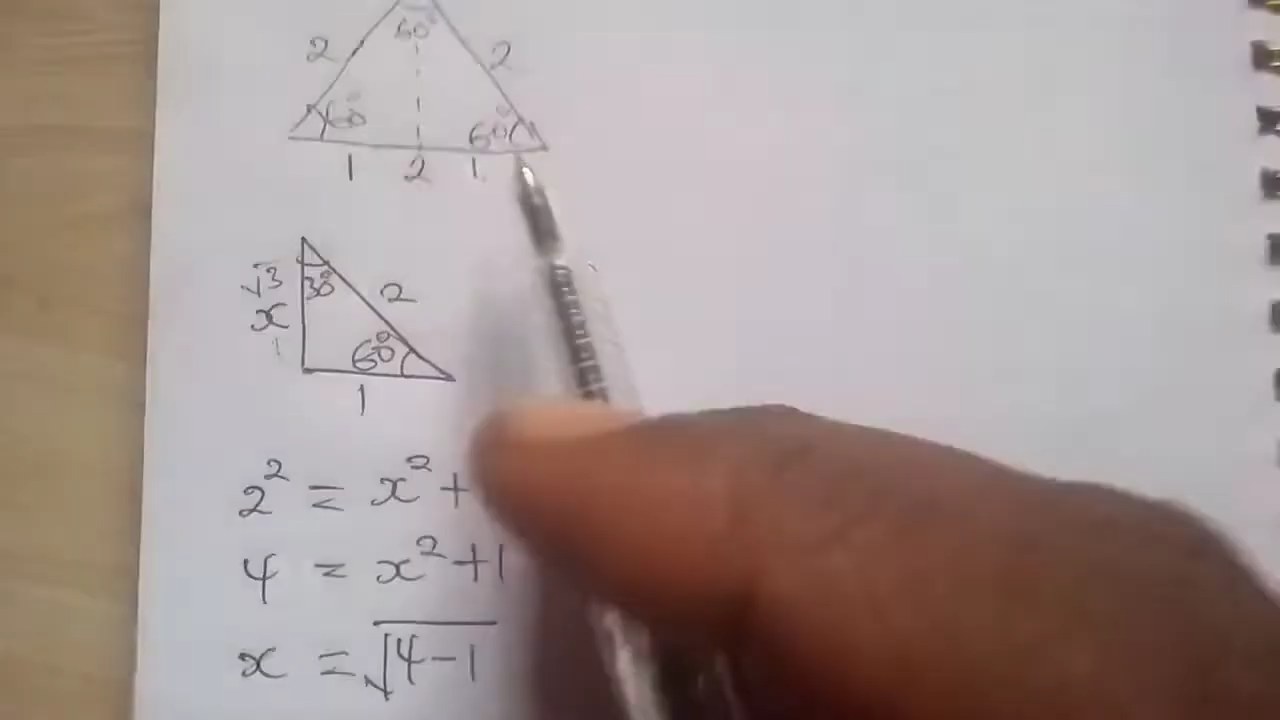 60°
2 2
60° 60°
1 2 1
√3 30° 2
x
60°
1
2² = x² +
4 = x² + 1
x = √4-1